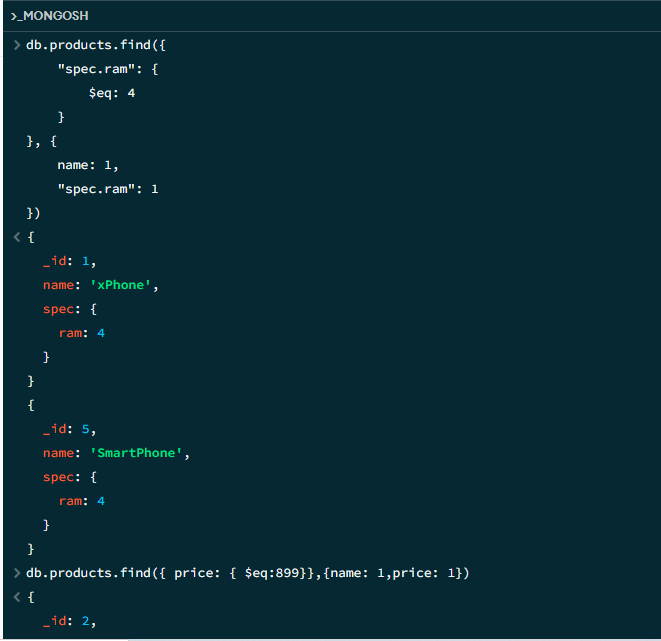 >_MONGOSH
> db.products.find({
"spec.ram": {
$eq: 4
}
}, {
name: 1,
"spec.ram": 1
})
< {
_id: 1,
name: 'xPhone',
spec: {
ram: 4
}
}
{
_id: 5,
name: 'SmartPhone',
spec: {
ram: 4
}
}
> db.products.find({ price: { $eq:899}},{name: 1,price: 1})
< {
_id: 2,